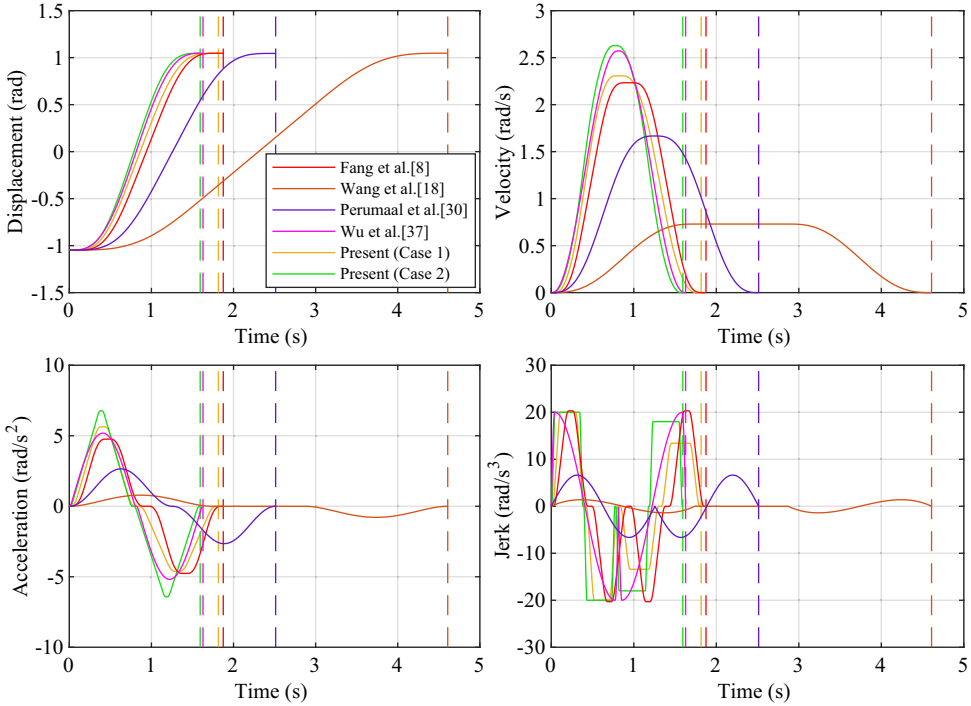 1.5
1
0.5
0
-0.5
-1
-1.5
Displacement (rad)
0 1 2 3 4 5
Time (s)
Fang et al.[8]
Wang et al.[18]
Perumaal et al.[30]
Wu et al.[37]
Present (Case 1)
Present (Case 2)
3
2.5
2
1.5
1
0.5
0
Velocity (rad/s)
0 1 2 3 4 5
Time (s)
10
5
0
-5
-10
Acceleration (rad/s²)
0 1 2 3 4 5
Time (s)
30
20
10
0
-10
-20
-30
Jerk (rad/s³)
0 1 2 3 4 5
Time (s)